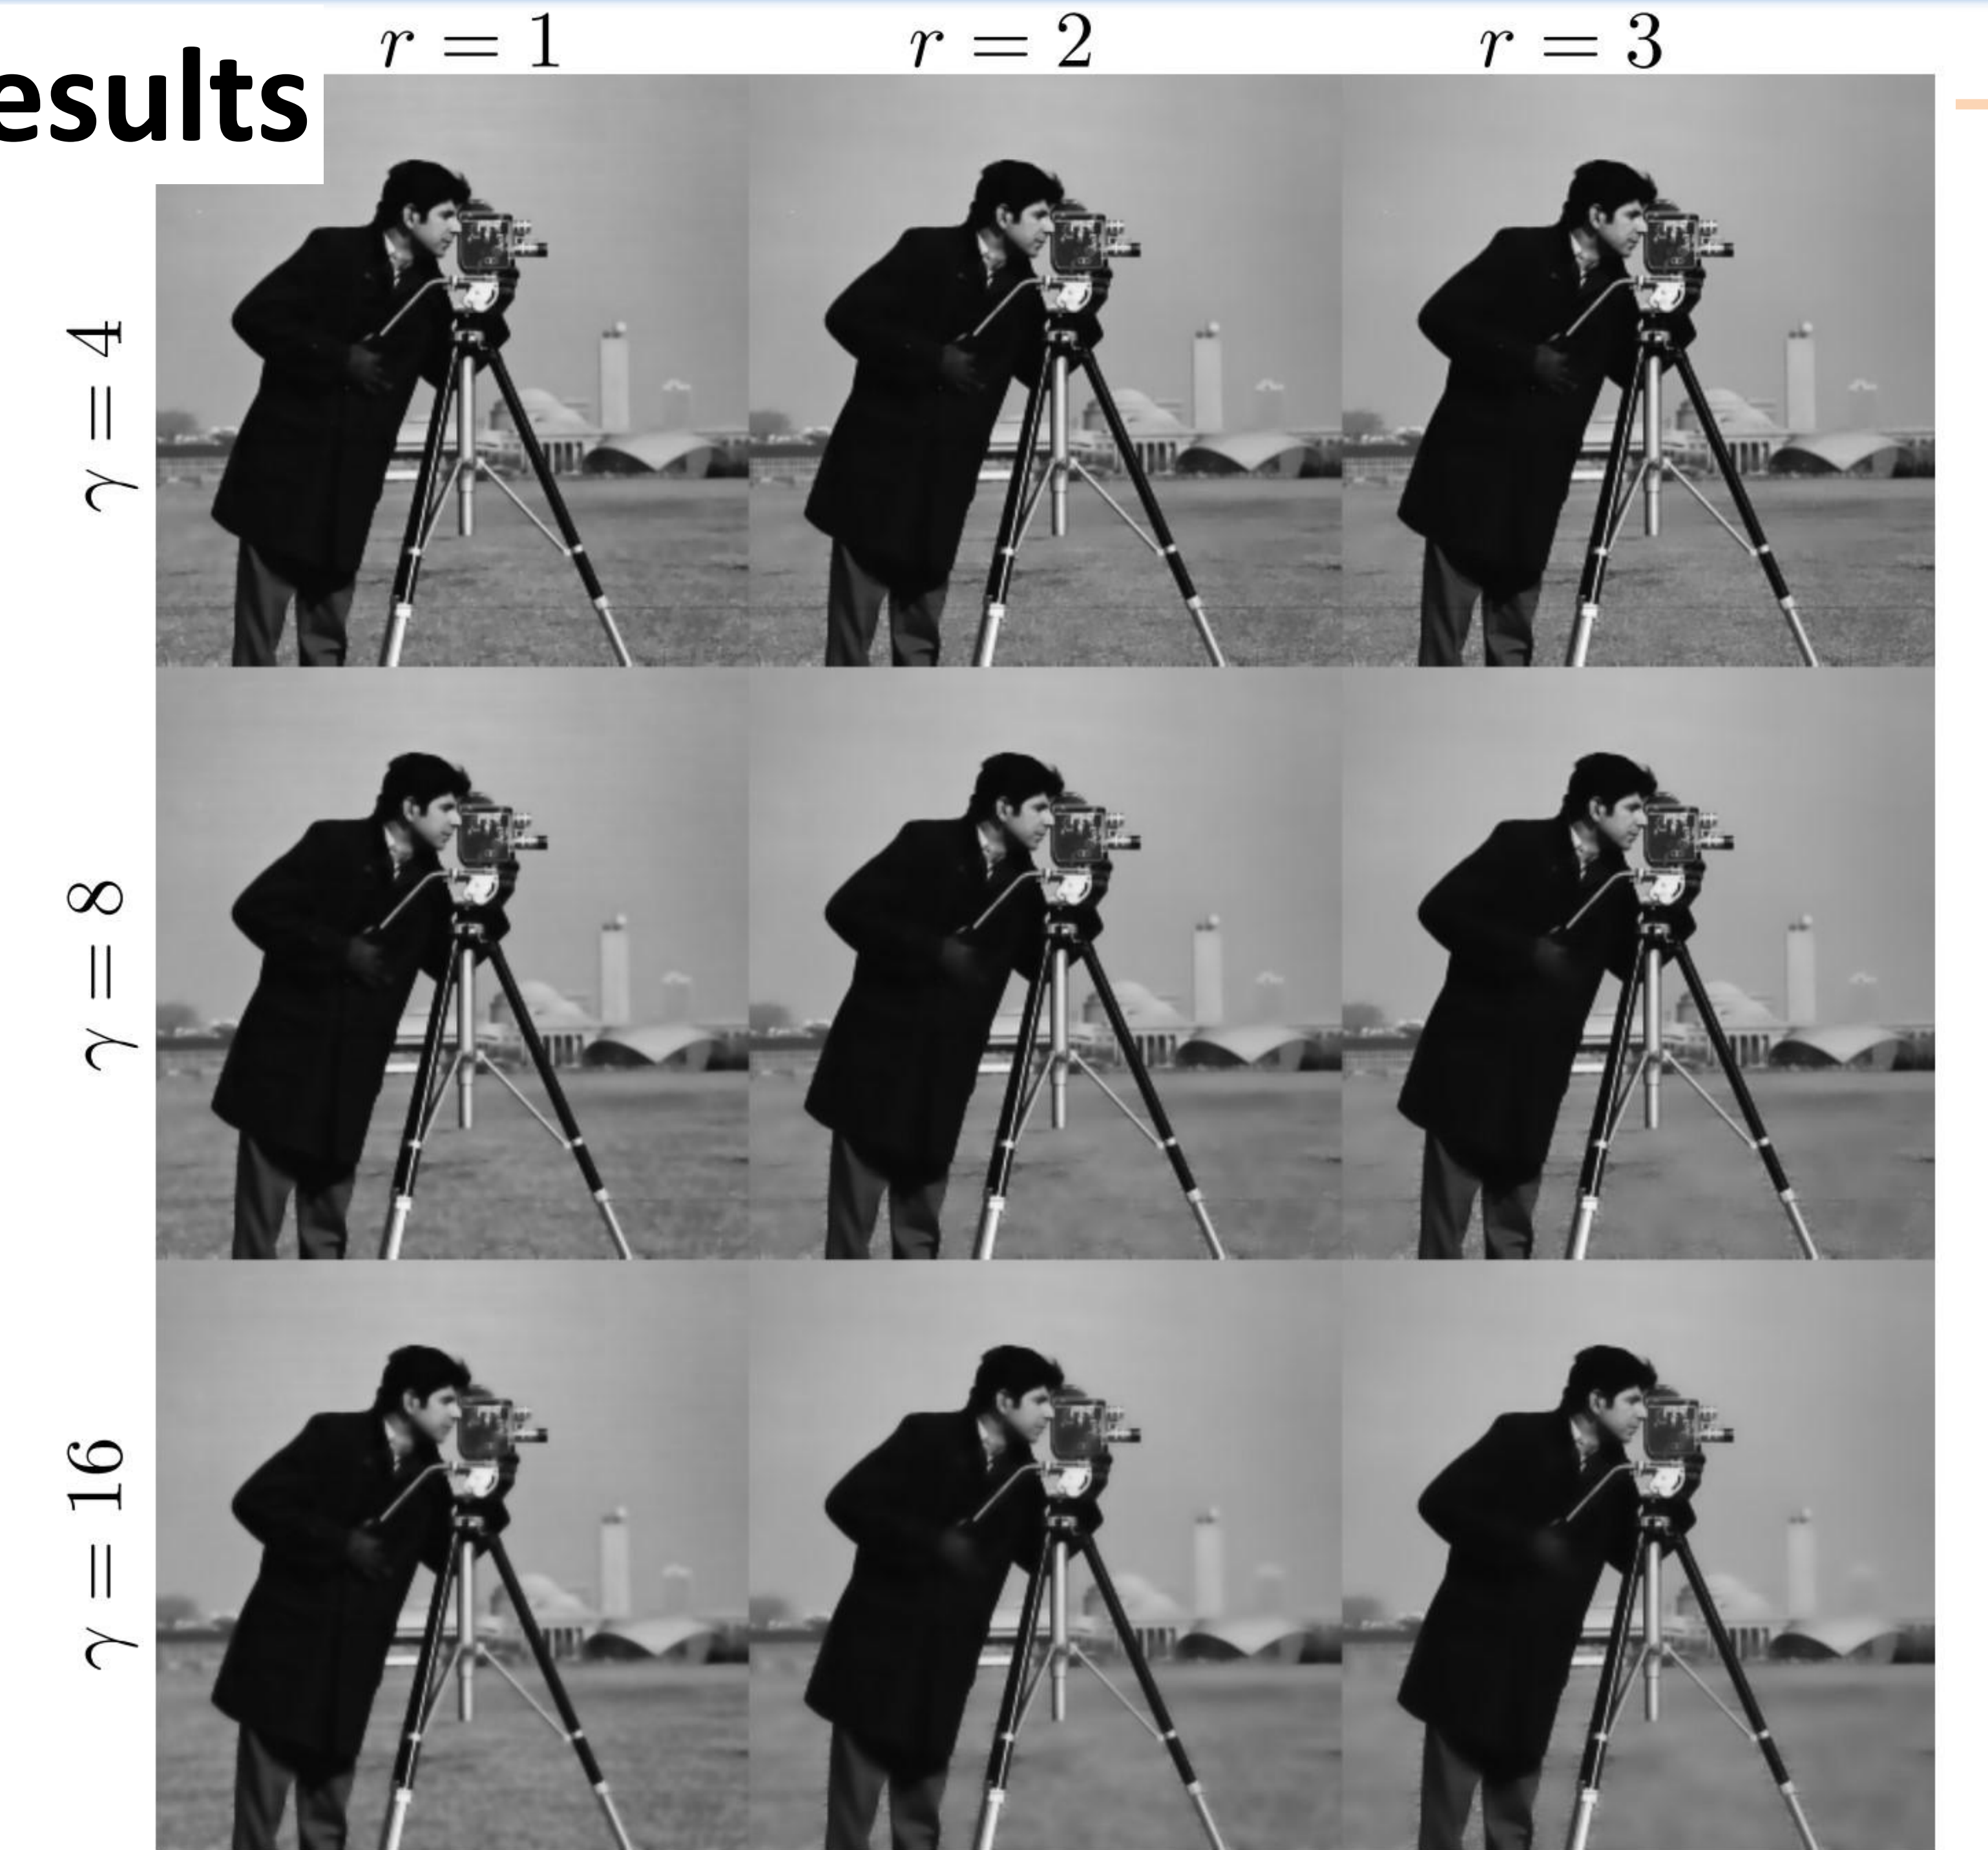 r = 1
r = 2
r = 3
esults
γ = 4
γ = 8
γ = 16